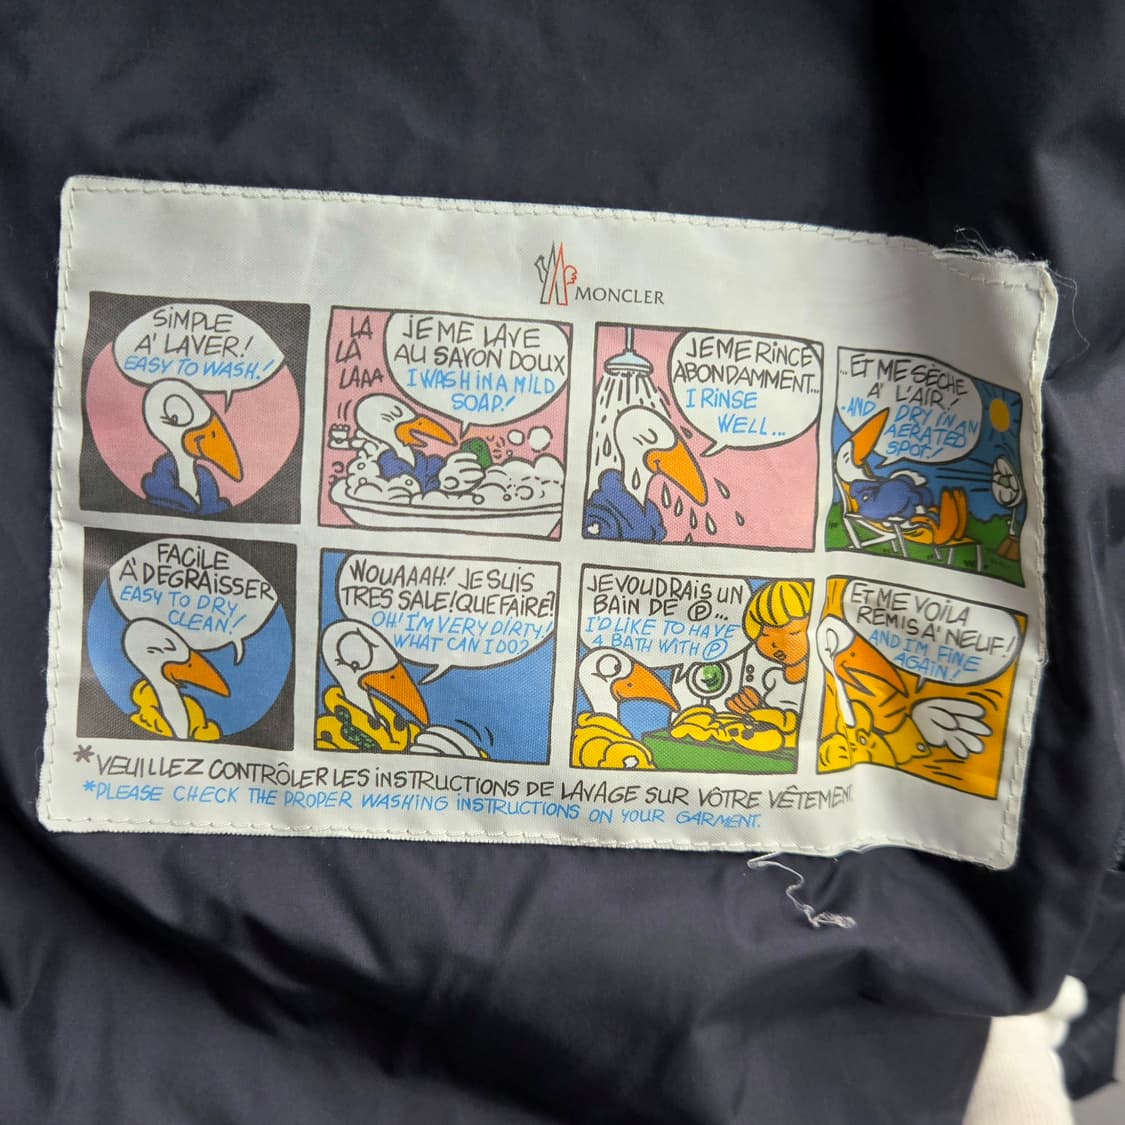 MONCLER
SIMPLE
A' LAVER!
EASY TO WASH!
LA
LA
LAAA
JE ME LAVE
AU SAVON DOUX
I WASH IN A MILD
SOAP!
JE ME RINCE
ABONDAMMENT...
I RINSE
WELL...
...ET ME SÈCHE
A' L'AIR!
-AND DRY IN AN
AERATED
SPOT!
FACILE
A' DEGRAISSER
EASY TO DRY
CLEAN!
WOUAAAH! JE SUIS
TRES SALE! QUE FAIRE?
OH! I'M VERY DIRTY!
WHAT CAN I DO?
JE VOUDRAIS UN
BAIN DE Ⓟ...
I'D LIKE TO HAVE
A BATH WITH Ⓟ
ET ME VOILA
REMIS A' NEUF!
AND I'M FINE
AGAIN!
*VEUILLEZ CONTRÔLER LES INSTRUCTIONS DE LAVAGE SUR VÔTRE VÊTEMENT
*PLEASE CHECK THE PROPER WASHING INSTRUCTIONS ON YOUR GARMENT.